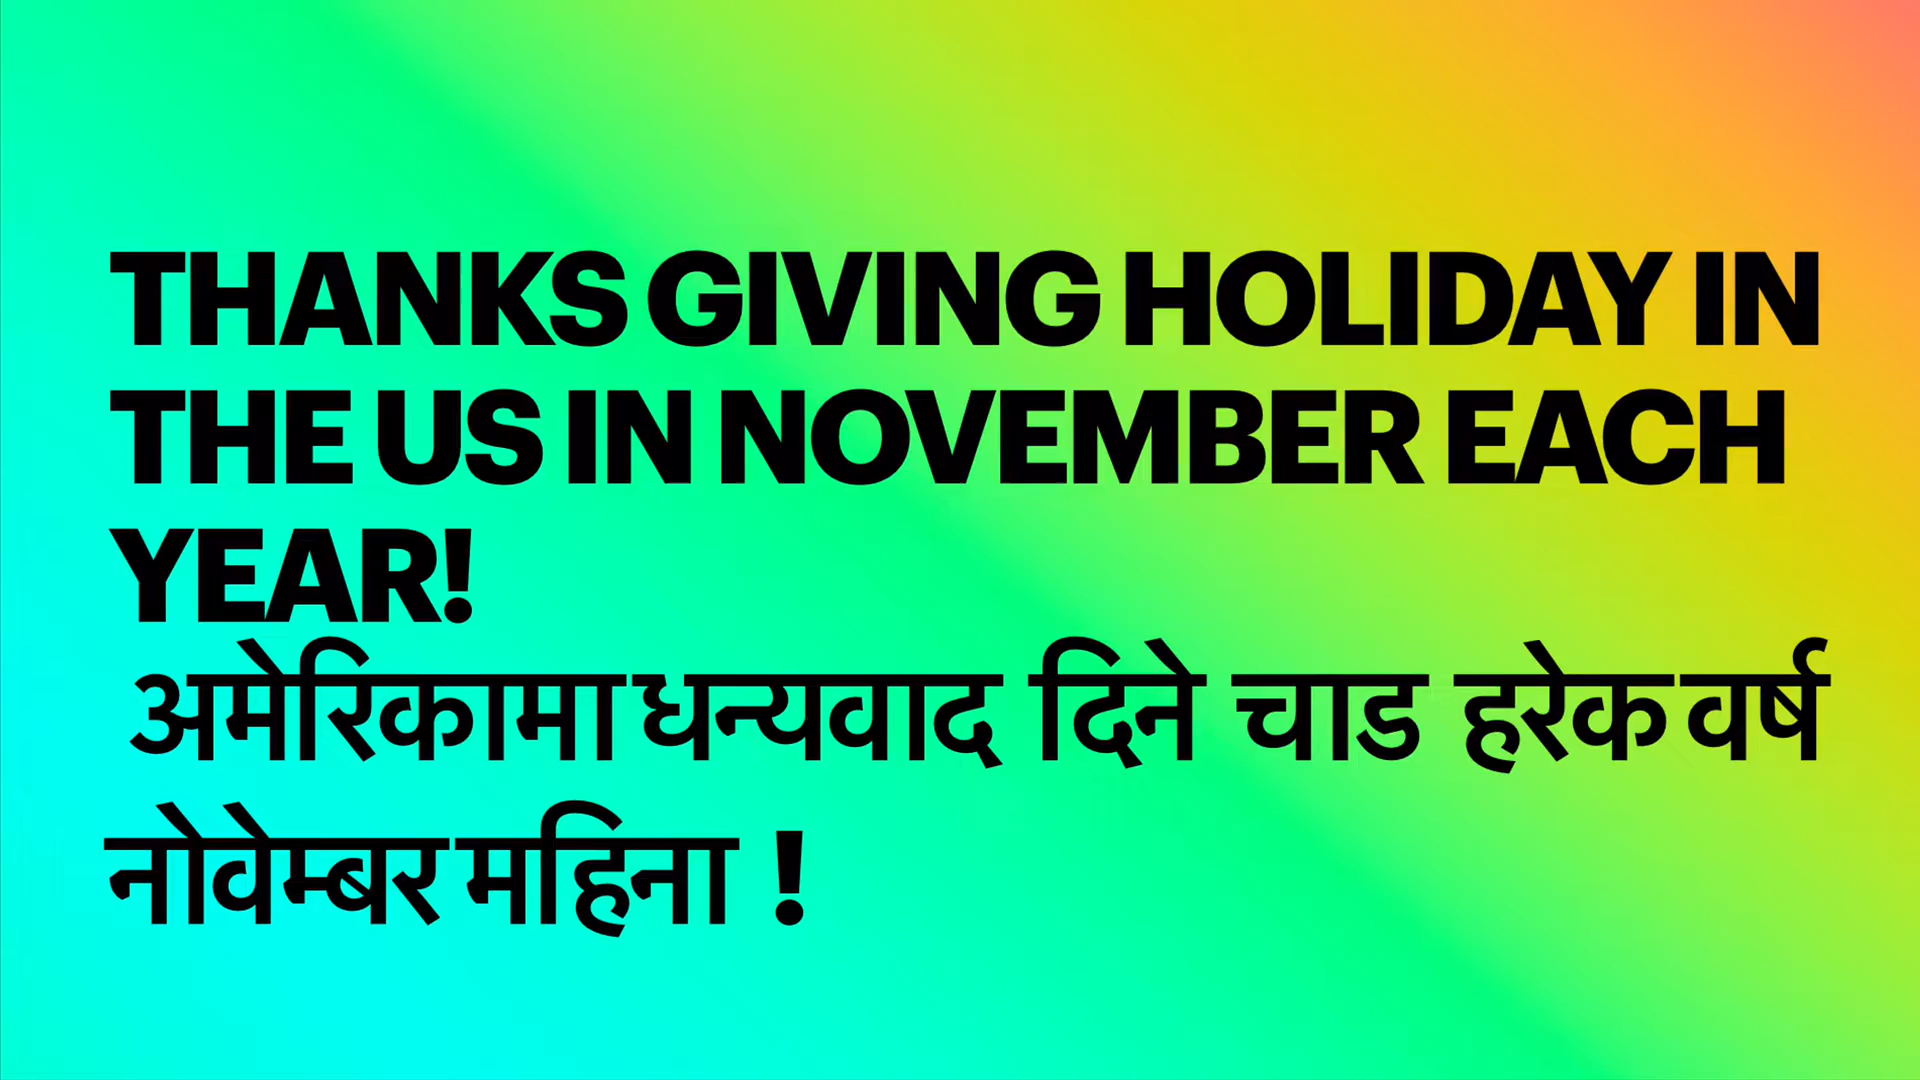 THANKS GIVING HOLIDAY IN
THE US IN NOVEMBER EACH
YEAR!
अमेरिकामा धन्यवाद दिने चाड हरेक वर्ष
नोवेम्बर महिना !